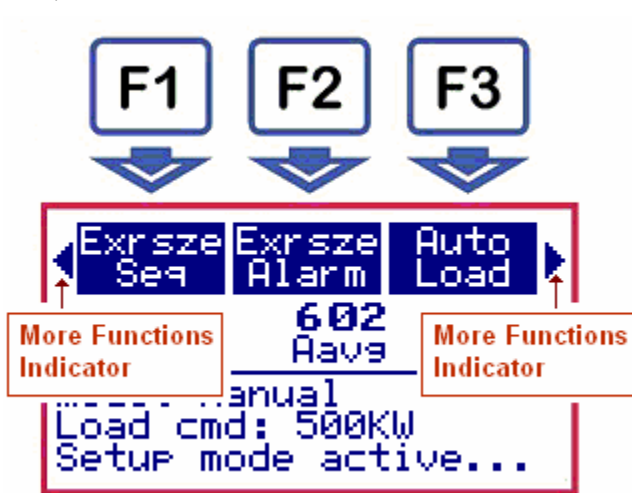 F1 F2 F3
Exrsze Exrsze Auto
Seq Alarm Load
602
More Functions
Indicator
Aavg
More Functions
Indicator
anual
Load cmd: 500KW
Setup mode active...